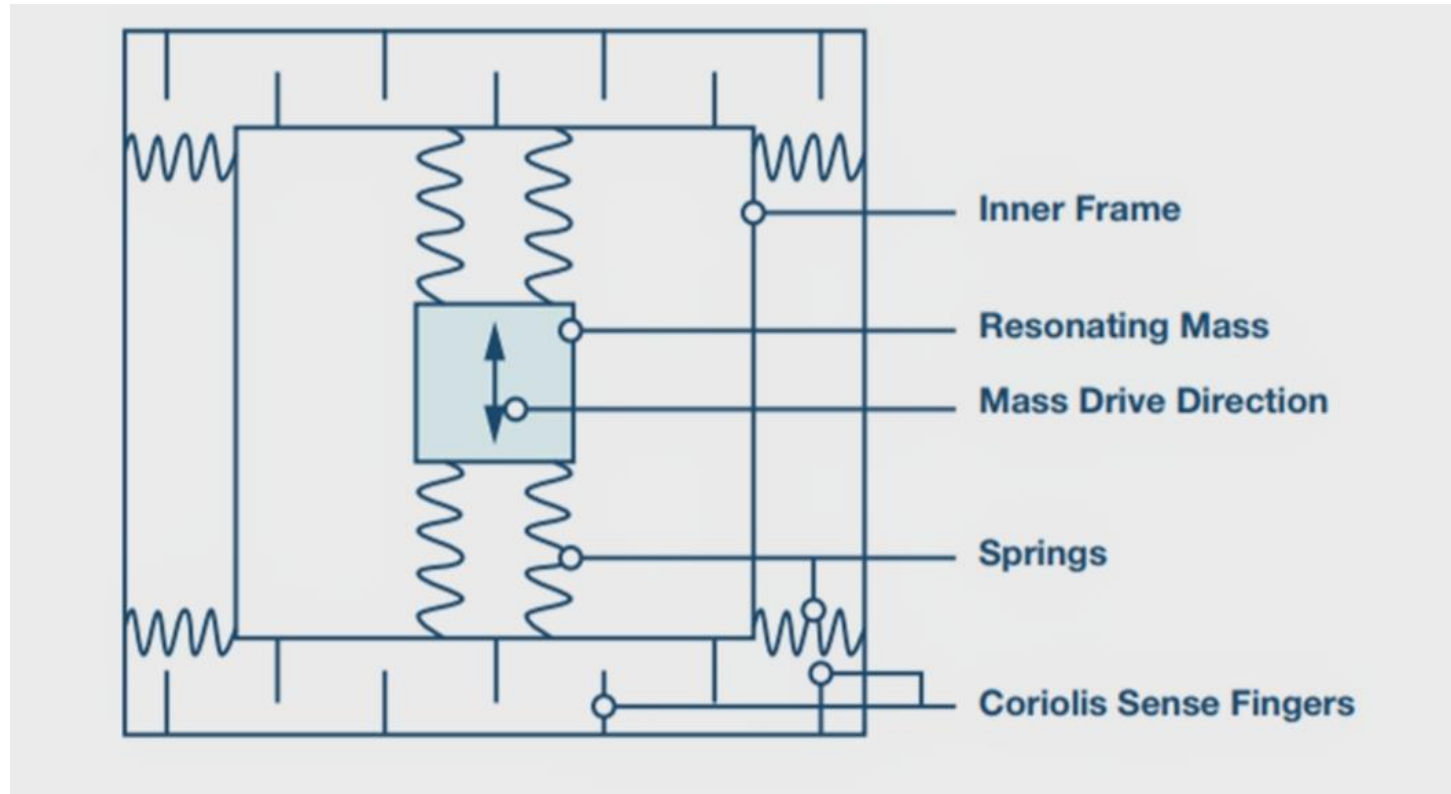 Inner Frame
Resonating Mass
Mass Drive Direction
Springs
Coriolis Sense Fingers